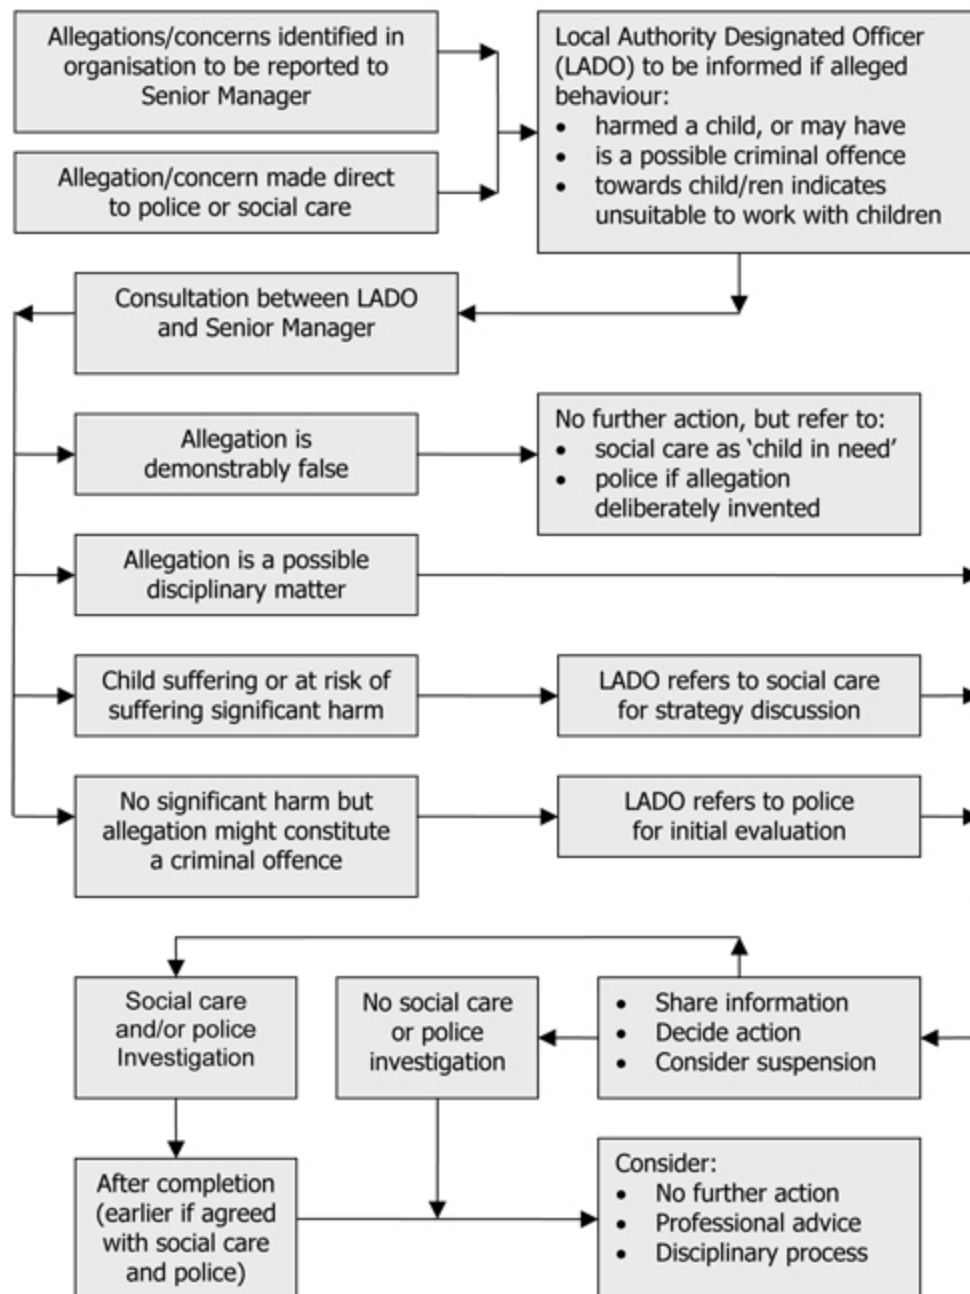 Allegations/concerns identified in
organisation to be reported to
Senior Manager
Local Authority Designated Officer
(LADO) to be informed if alleged
behaviour:
• harmed a child, or may have
• is a possible criminal offence
• towards child/ren indicates
unsuitable to work with children
Allegation/concern made direct
to police or social care
Consultation between LADO
and Senior Manager
Allegation is
demonstrably false
No further action, but refer to:
• social care as ‘child in need’
• police if allegation
deliberately invented
Allegation is a possible
disciplinary matter
Child suffering or at risk of
suffering significant harm
LADO refers to social care
for strategy discussion
No significant harm but
allegation might constitute
a criminal offence
LADO refers to police
for initial evaluation
Social care
and/or police
Investigation
No social care
or police
investigation
• Share information
• Decide action
• Consider suspension
After completion
(earlier if agreed
with social care
and police)
Consider:
• No further action
• Professional advice
• Disciplinary process